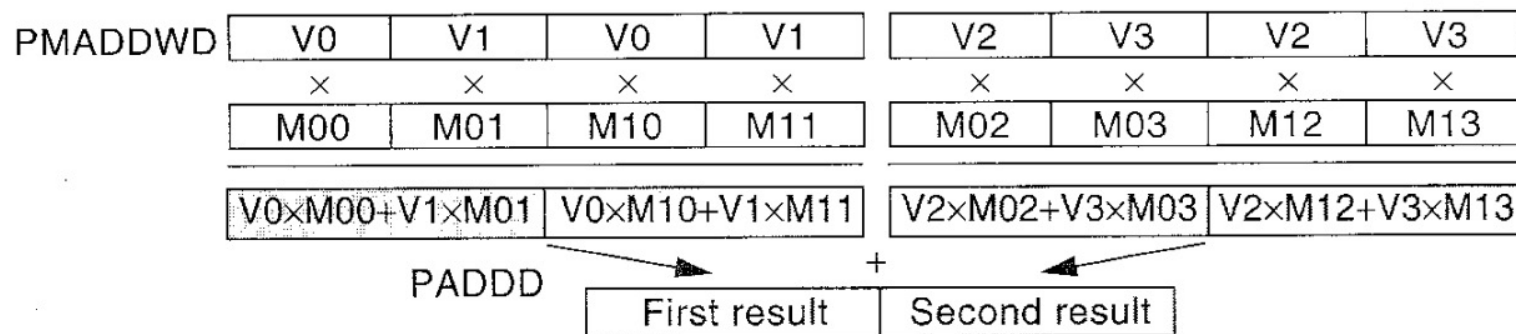 PMADDWD V0 V1 V0 V1 V2 V3 V2 V3
× × × × × × × ×
M00 M01 M10 M11 M02 M03 M12 M13
V0×M00+V1×M01 V0×M10+V1×M11 V2×M02+V3×M03 V2×M12+V3×M13
+
PADDD
First result Second result